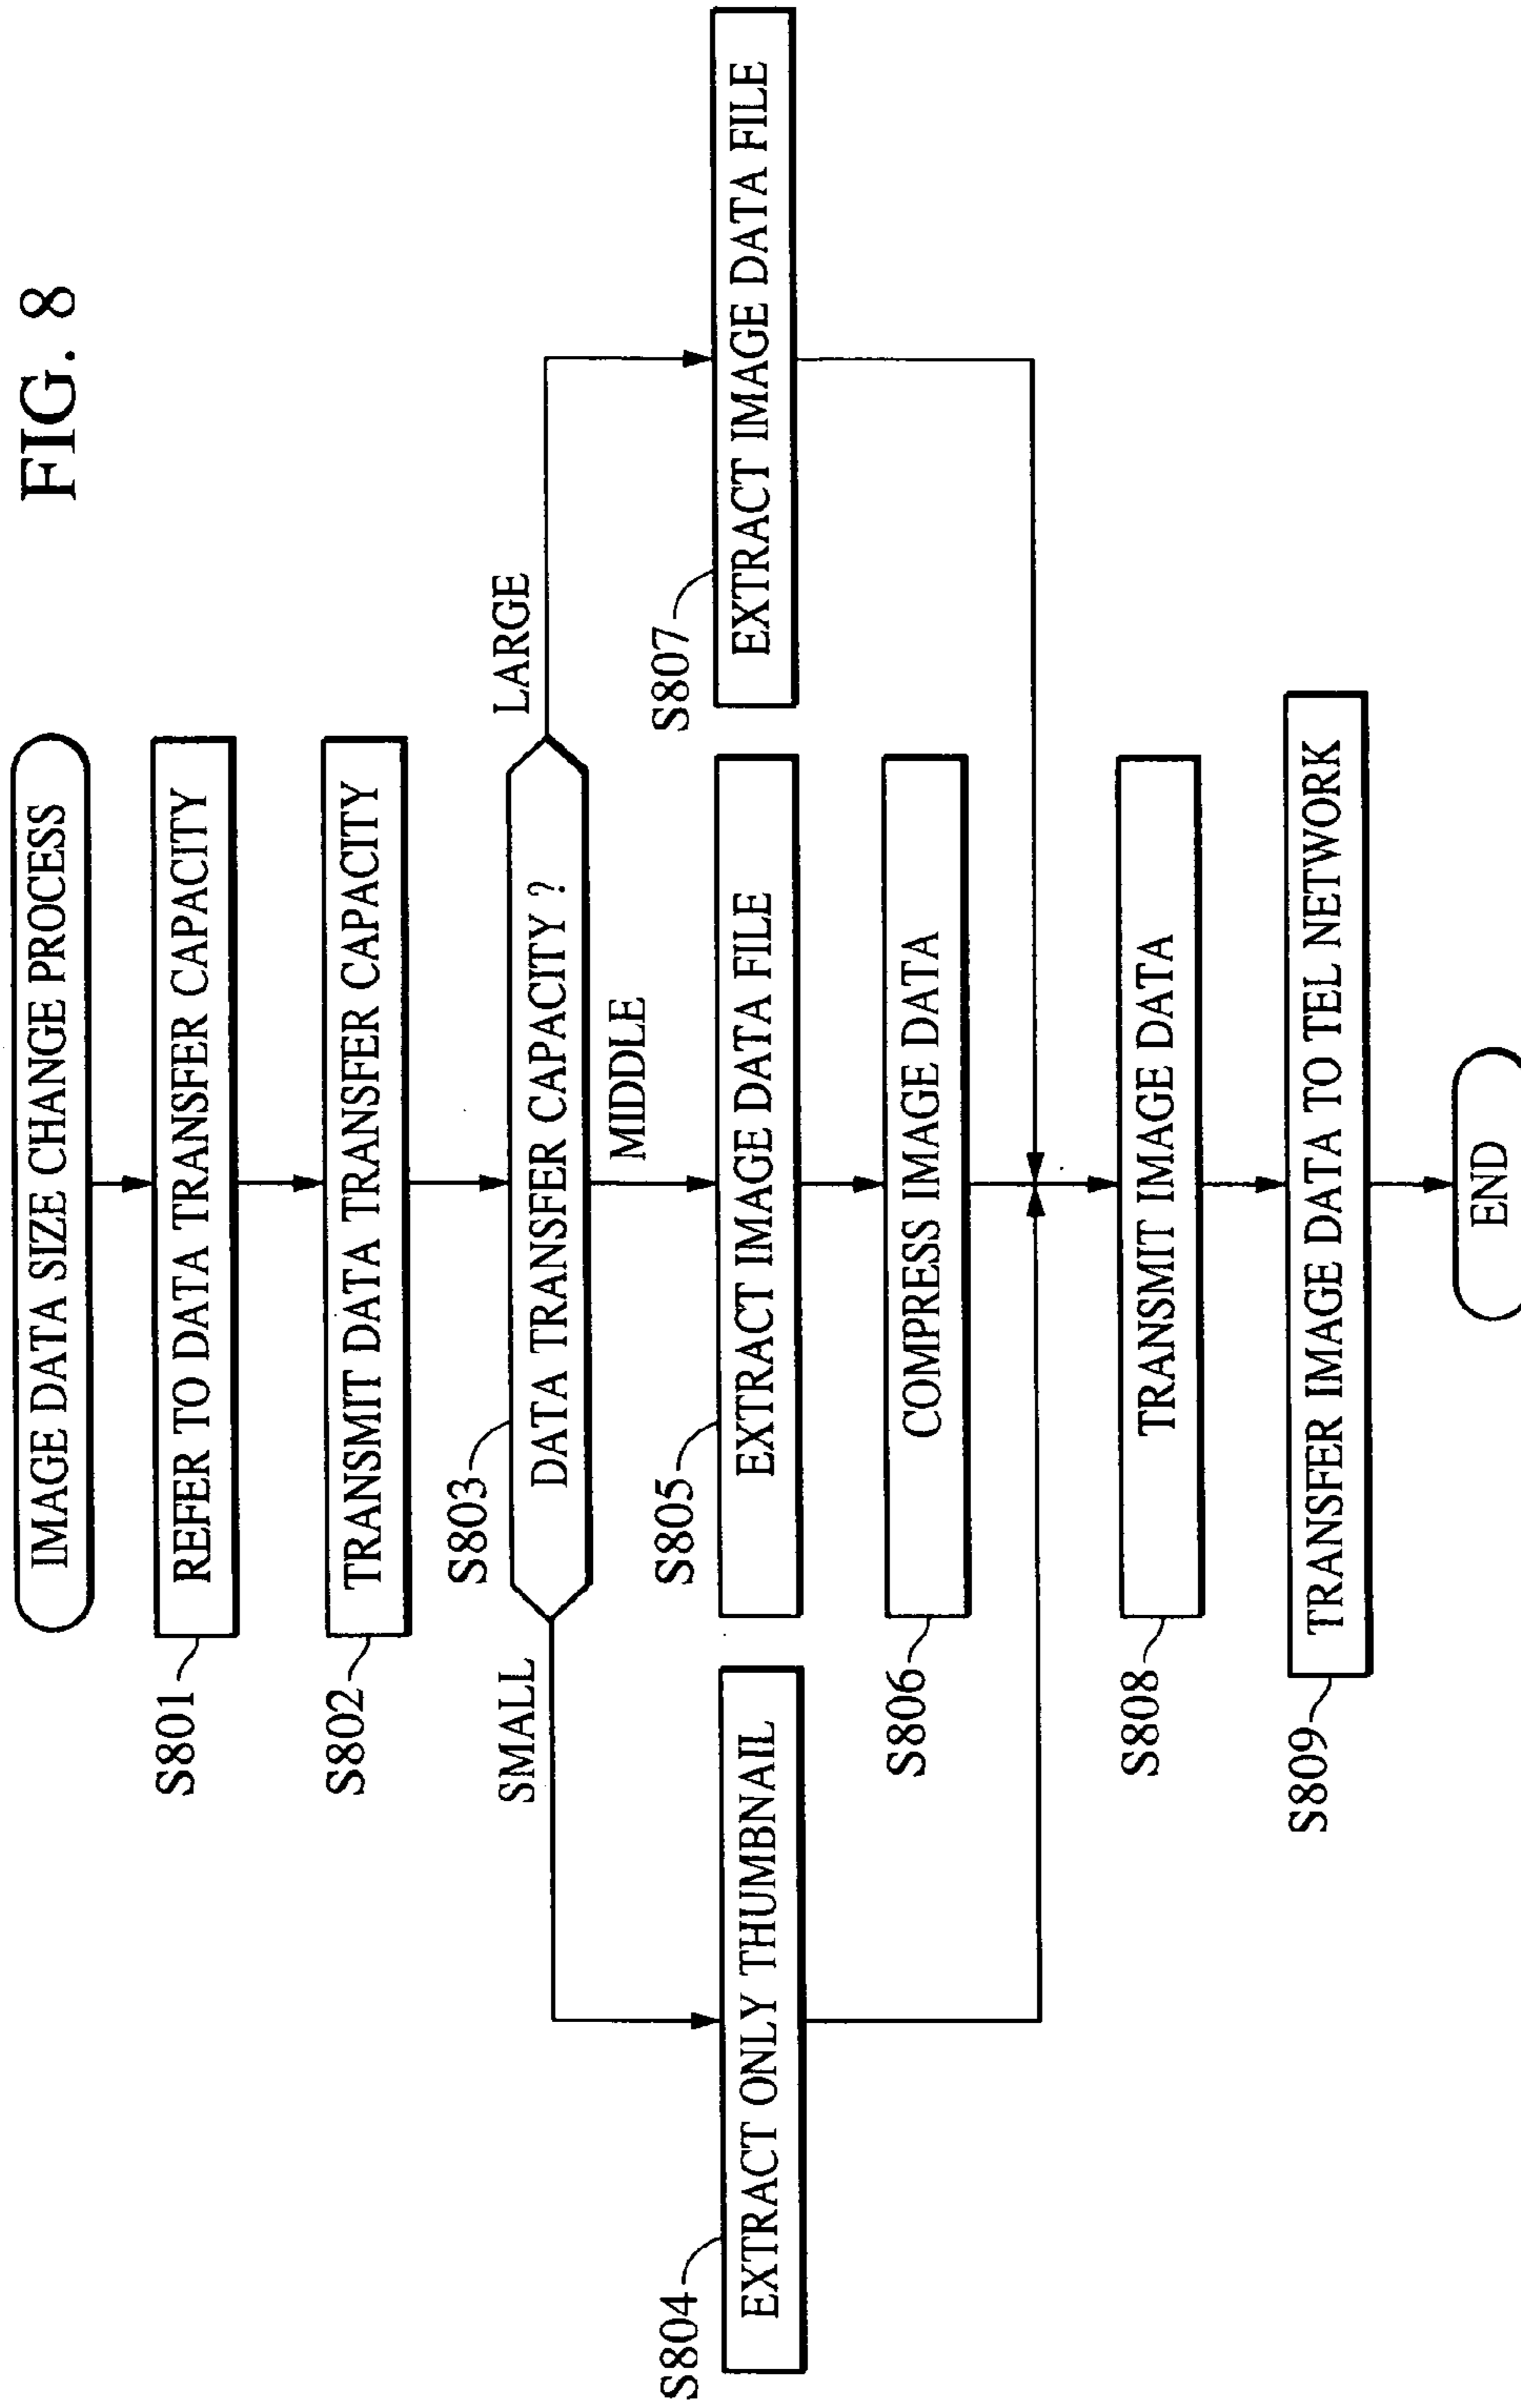 FIG. 8
IMAGE DATA SIZE CHANGE PROCESS
S801
REFER TO DATA TRANSFER CAPACITY
S802
TRANSMIT DATA TRANSFER CAPACITY
S803
DATA TRANSFER CAPACITY ?
SMALL
MIDDLE
LARGE
S804
EXTRACT ONLY THUMBNAIL
S805
EXTRACT IMAGE DATA FILE
S807
EXTRACT IMAGE DATA FILE
S806
COMPRESS IMAGE DATA
S808
TRANSMIT IMAGE DATA
S809
TRANSFER IMAGE DATA TO TEL NETWORK
END